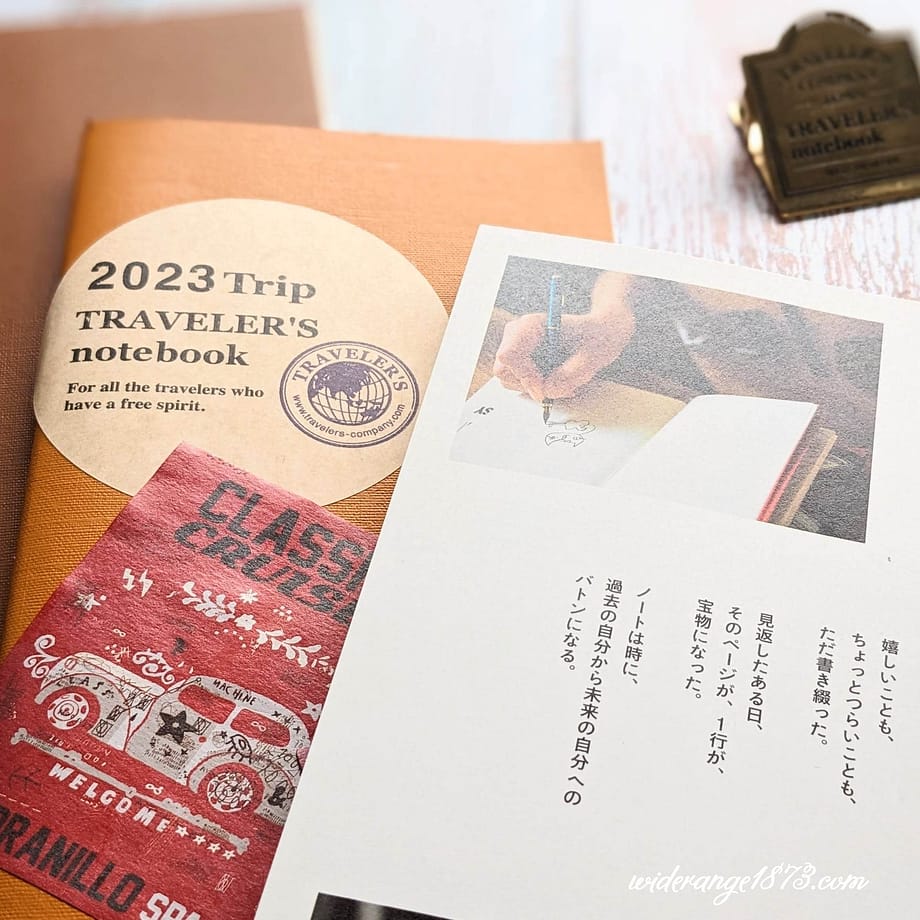 2023 Trip
TRAVELER'S
notebook
For all the travelers who
have a free spirit.
TRAVELER'S
www.travelers-company.com
TRAVELER'S
COMPANY
TRAVELER'S
notebook
CLASSI
CRUISE
CLASS
MACHINE
WELCOME
ORANILLO
SPA
AS
嬉しいことも、
ちょっとつらいことも、
ただ書き綴った。
見返したある日、
そのページが、1行が、
宝物になった。
ノートは時に、
過去の自分から未来の自分への
バトンになる。
widerange1873.com